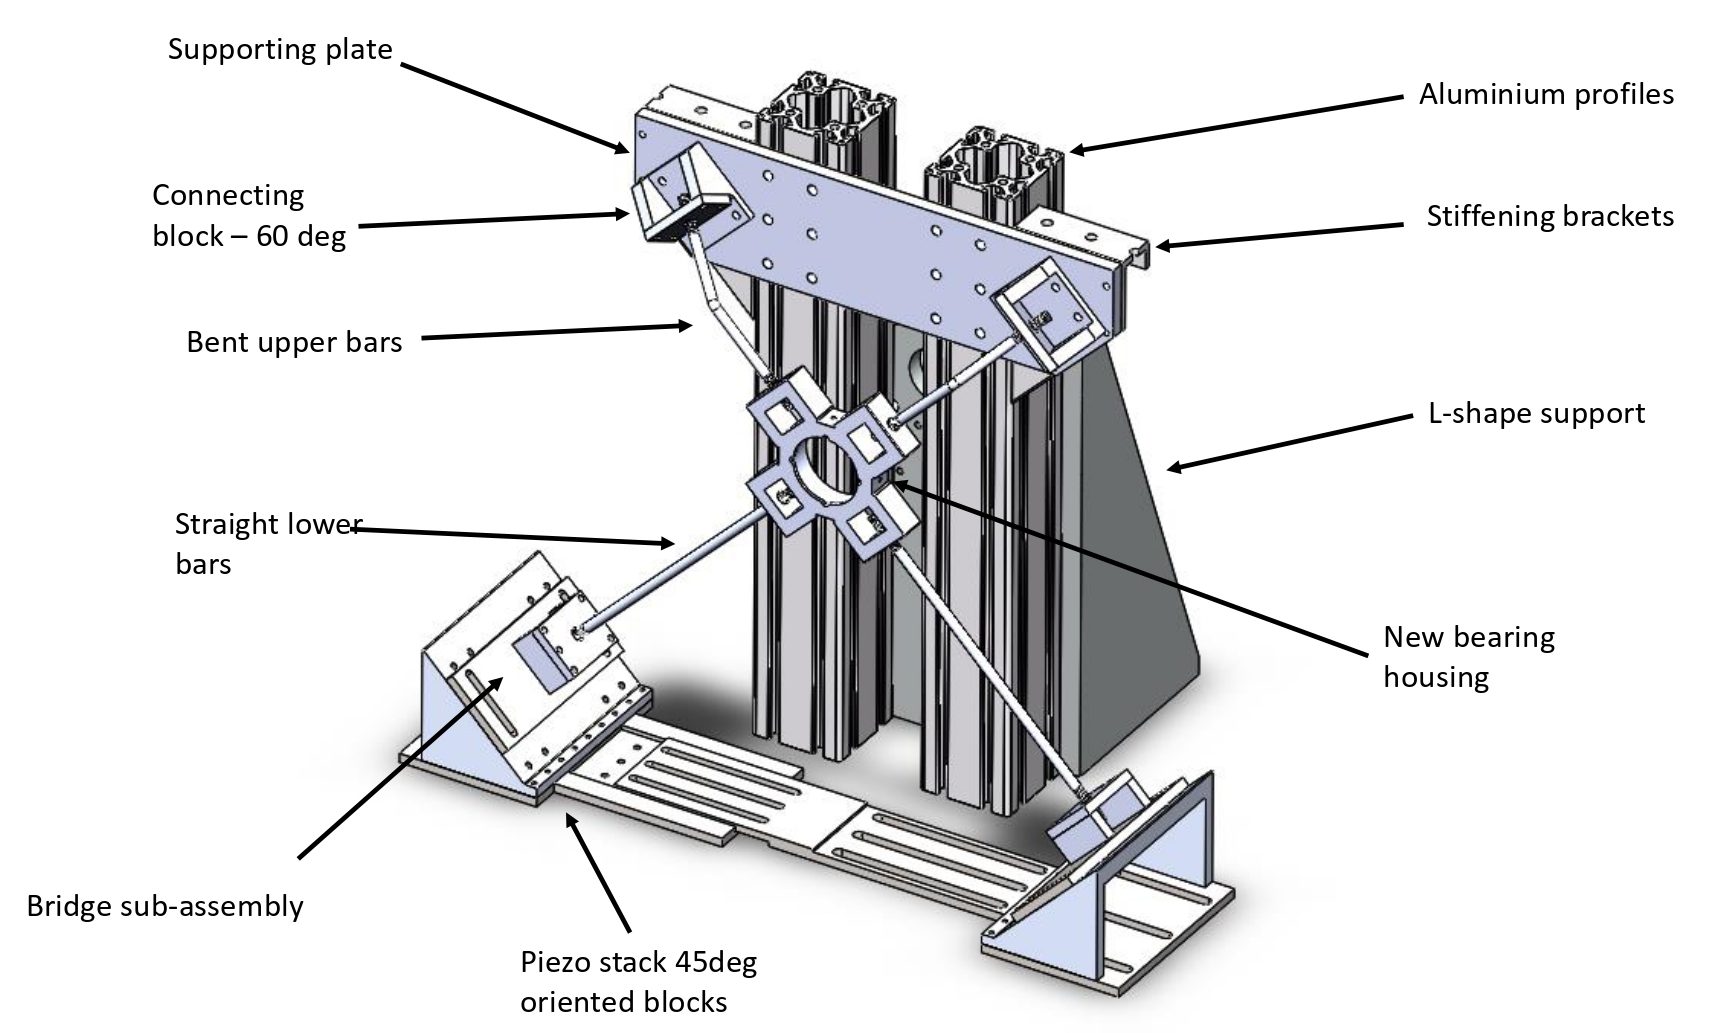 Supporting plate
Aluminium profiles
Connecting
block – 60 deg
Stiffening brackets
Bent upper bars
L-shape support
Straight lower
bars
New bearing
housing
Bridge sub-assembly
Piezo stack 45deg
oriented blocks